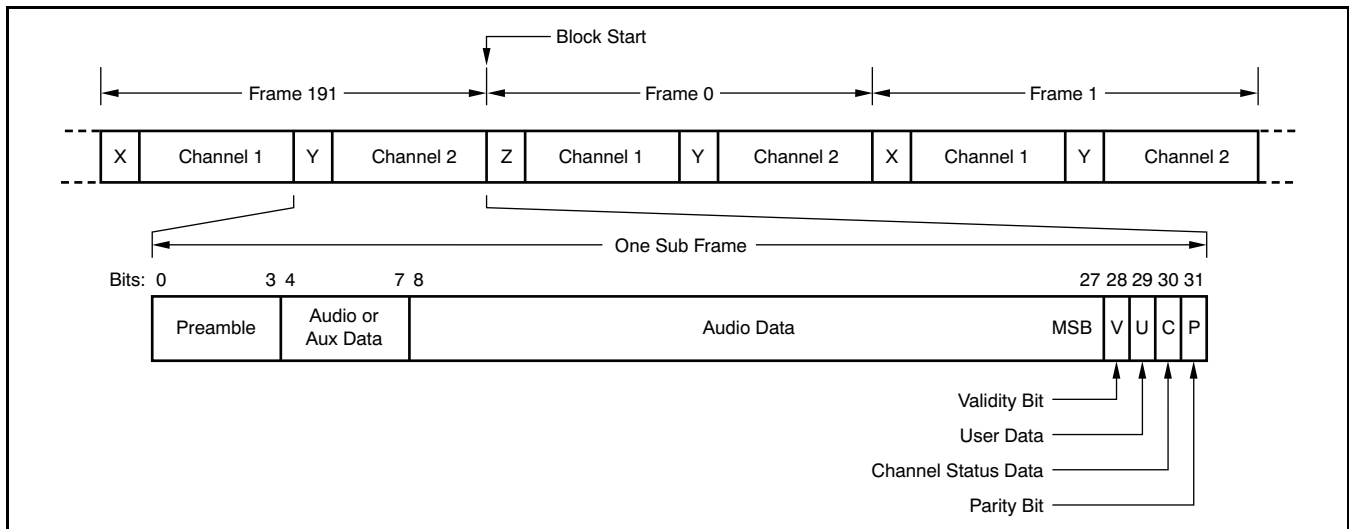 Block Start
Frame 191 Frame 0 Frame 1
X Channel 1 Y Channel 2 Z Channel 1 Y Channel 2 X Channel 1 Y Channel 2
One Sub Frame
Bits: 0 3 4 7 8 27 28 29 30 31
Preamble Audio or Aux Data Audio Data MSB V U C P
Validity Bit
User Data
Channel Status Data
Parity Bit